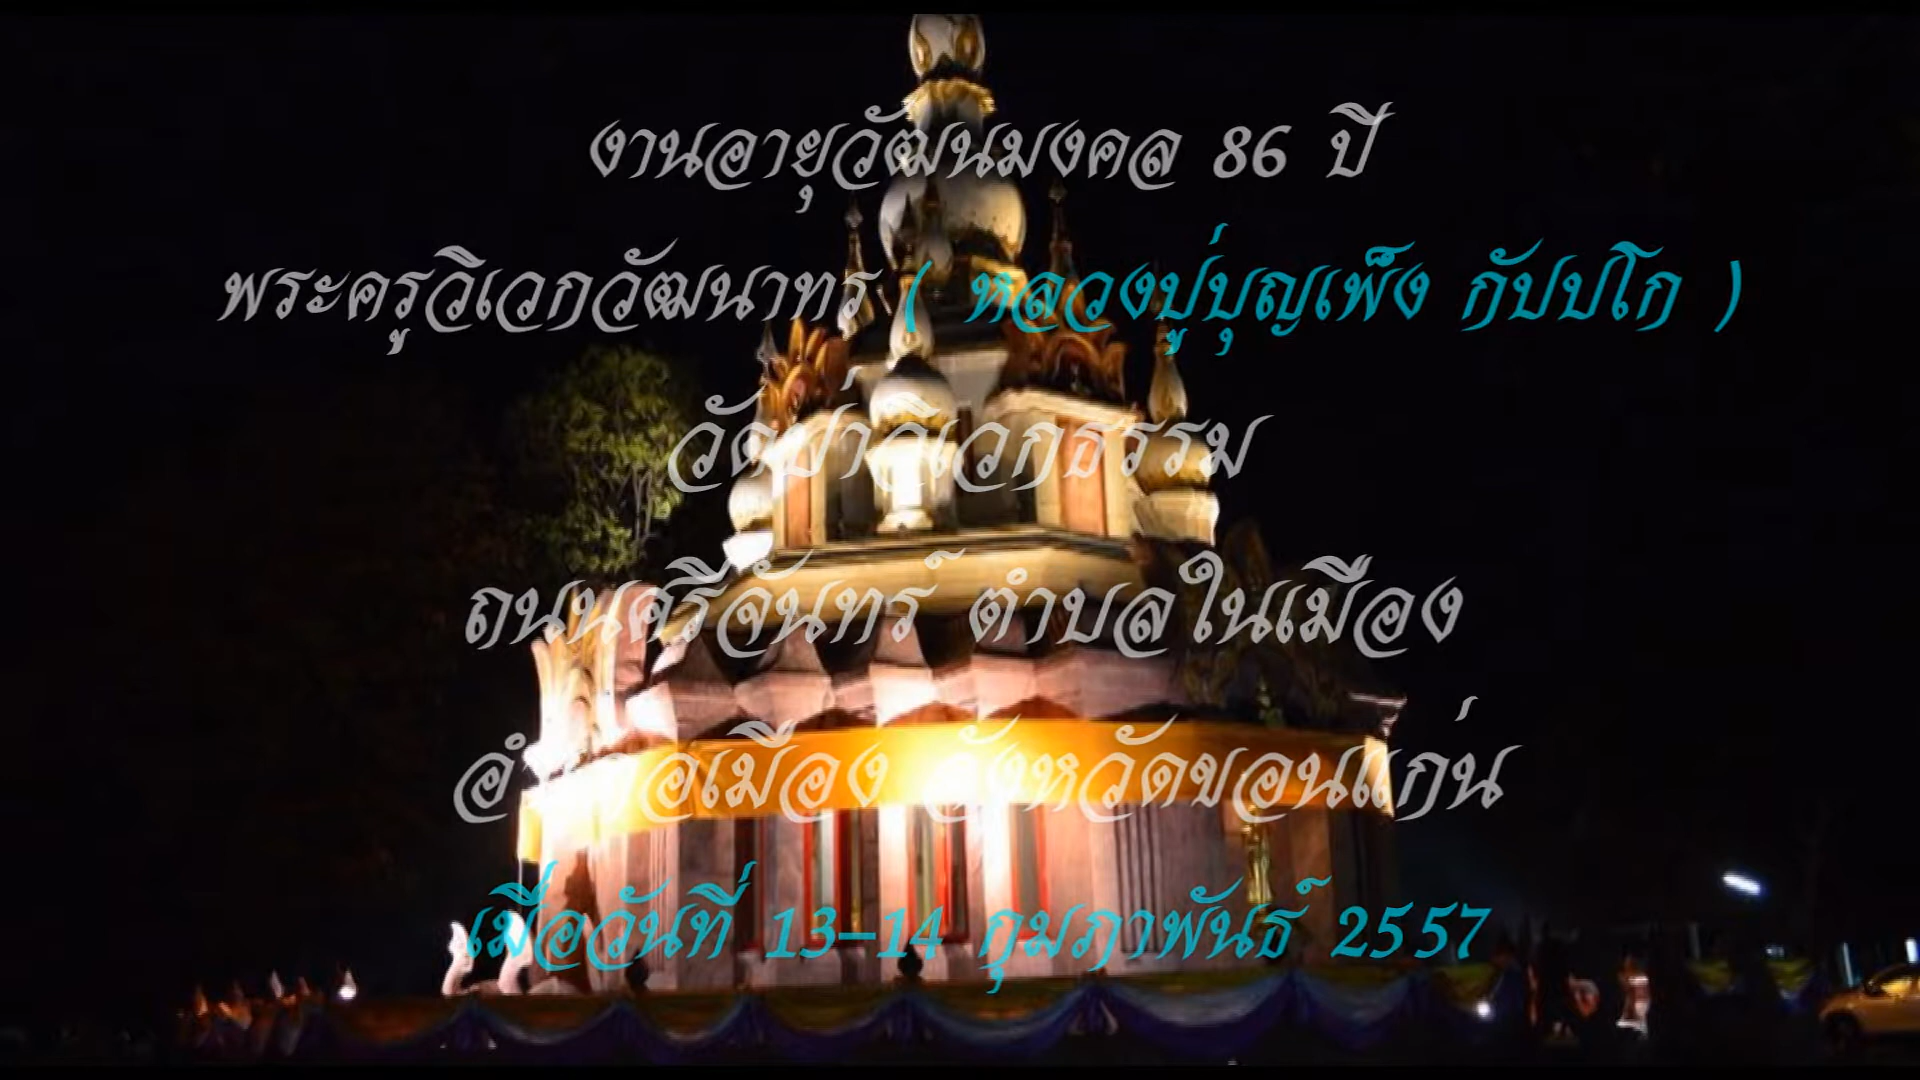 งานอายุวัฒนมงคล 86 ปี
พระครูวิเวกวัฒนาทร ( หลวงปู่บุญเพ็ง กัปปโก )
วัดป่าวิเวกธรรม
ถนนศรีจันทร์ ตำบลในเมือง
อำเภอเมือง จังหวัดขอนแก่น
เมื่อวันที่ 13-14 กุมภาพันธ์ 2557